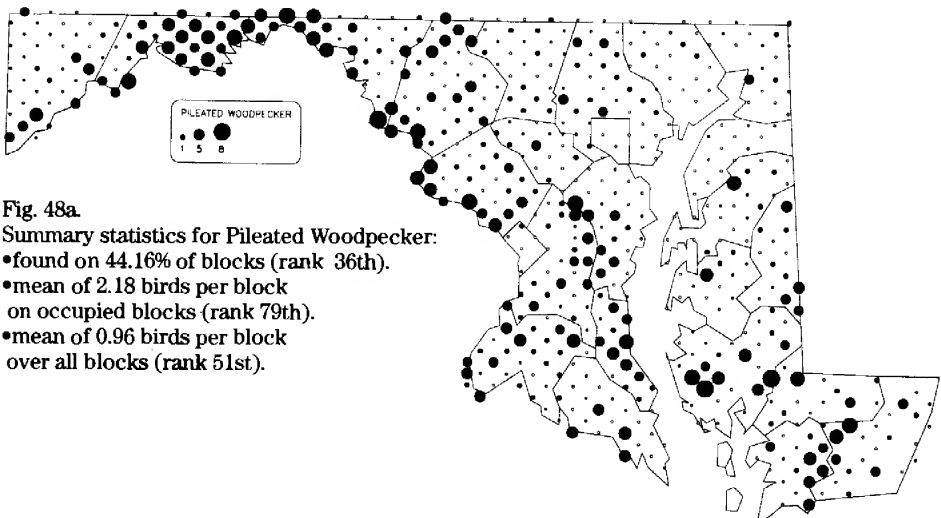 PILEATED WOODPECKER
1 5 8
Fig. 48a.
Summary statistics for Pileated Woodpecker:
•found on 44.16% of blocks (rank 36th).
•mean of 2.18 birds per block
on occupied blocks (rank 79th).
•mean of 0.96 birds per block
over all blocks (rank 51st).